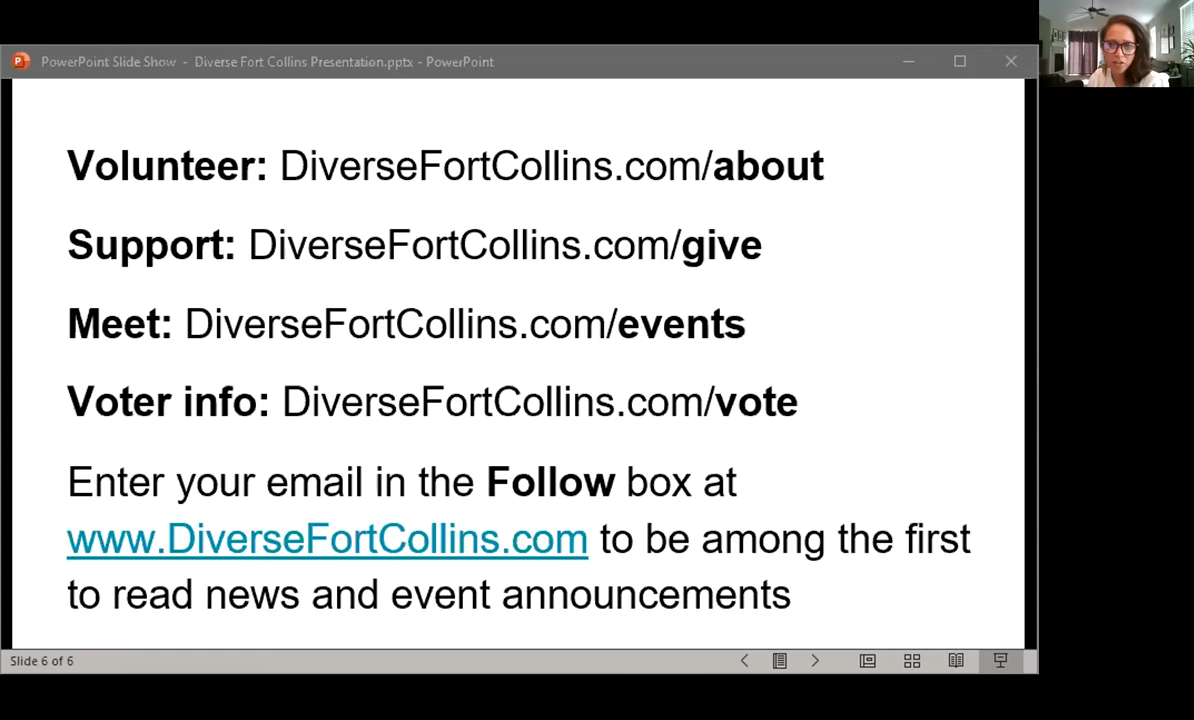 PowerPoint Slide Show - Diverse Fort Collins Presentation.pptx - PowerPoint
Volunteer: DiverseFortCollins.com/about
Support: DiverseFortCollins.com/give
Meet: DiverseFortCollins.com/events
Voter info: DiverseFortCollins.com/vote
Enter your email in the Follow box at
www.DiverseFortCollins.com to be among the first
to read news and event announcements
Slide 6 of 6